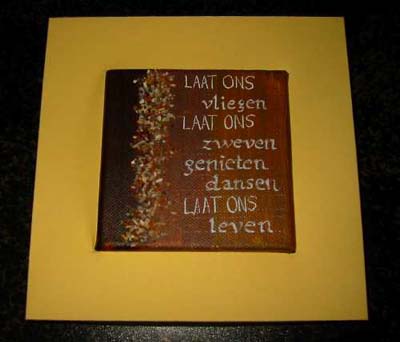 LAAT ONS
vliegen
LAAT ONS
zweven
genieten
dansen
LAAT ONS
leven